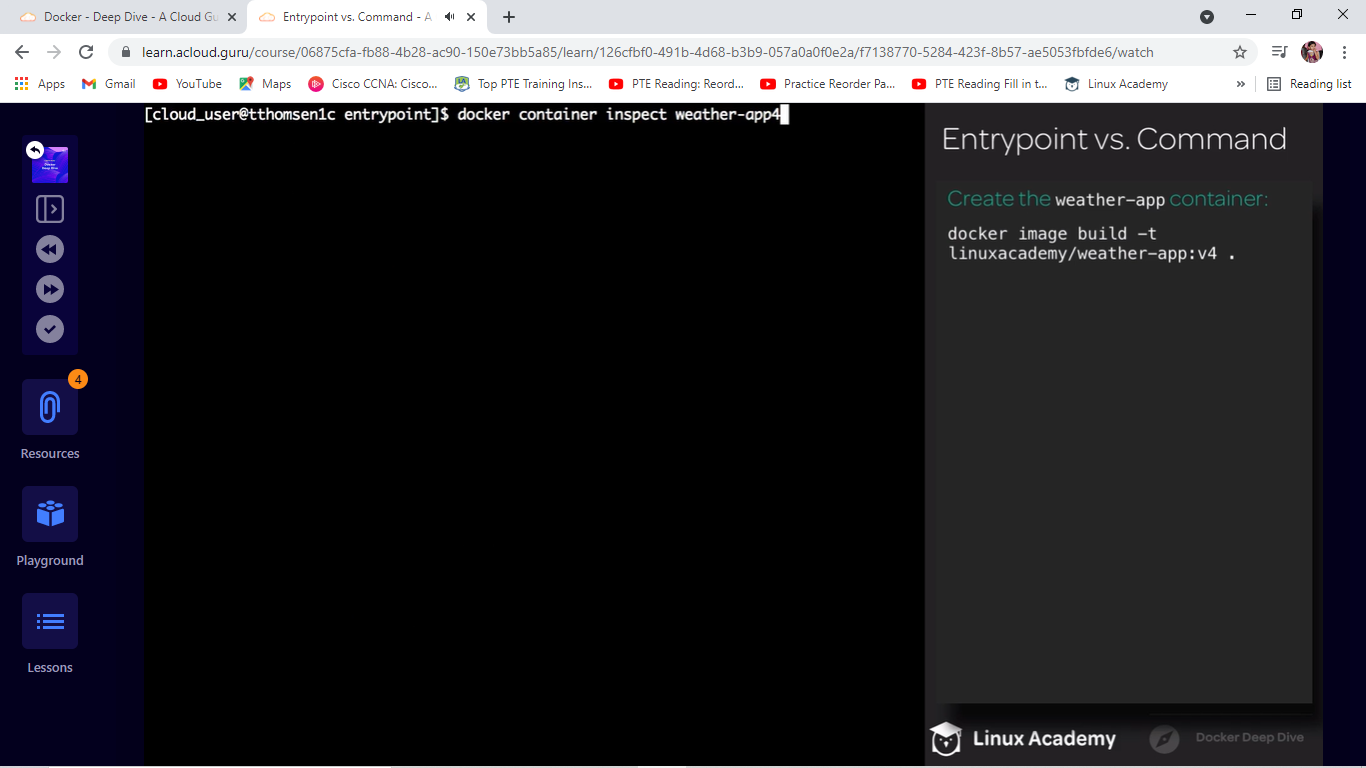 Docker - Deep Dive - A Cloud Gu
Entrypoint vs. Command - A
learn.acloud.guru/course/06875cfa-fb88-4b28-ac90-150e73bb5a85/learn/126cfbf0-491b-4d68-b3b9-057a0a0f0e2a/f7138770-5284-423f-8b57-ae5053fbfde6/watch
Apps
Gmail
YouTube
Maps
Cisco CCNA: Cisco...
Top PTE Training Ins...
PTE Reading: Reord...
Practice Reorder Pa...
PTE Reading Fill in t...
Linux Academy
»
Reading list
[cloud_user@tthomsen1c entrypoint]$ docker container inspect weather-app4
Docker
Deep Dive
4
Resources
Playground
Lessons
Entrypoint vs. Command
Create the weather-app container:
docker image build -t
linuxacademy/weather-app:v4 .
Linux Academy
Docker Deep Dive